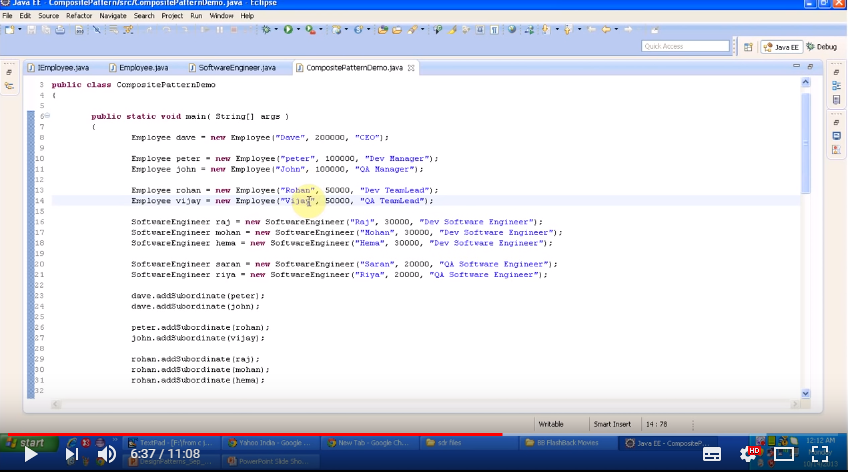 Java EE - CompositePattern/src/CompositePatternDemo.java - Eclipse
File Edit Source Refactor Navigate Search Project Run Window Help
Quick Access Java EE Debug
IEmployee.java Employee.java SoftwareEngineer.java CompositePatternDemo.java
3 public class CompositePatternDemo
4 {
5
6 public static void main( String[] args )
7 {
8 Employee dave = new Employee("Dave", 200000, "CEO");
9
10 Employee peter = new Employee("peter", 100000, "Dev Manager");
11 Employee john = new Employee("John", 100000, "QA Manager");
12
13 Employee rohan = new Employee("Rohan", 50000, "Dev TeamLead");
14 Employee vijay = new Employee("Vijay", 50000, "QA TeamLead");
15
16 SoftwareEngineer raj = new SoftwareEngineer("Raj", 30000, "Dev Software Engineer");
17 SoftwareEngineer mohan = new SoftwareEngineer("Mohan", 30000, "Dev Software Engineer");
18 SoftwareEngineer hema = new SoftwareEngineer("Hema", 30000, "Dev Software Engineer");
19
20 SoftwareEngineer saran = new SoftwareEngineer("Saran", 20000, "QA Software Engineer");
21 SoftwareEngineer riya = new SoftwareEngineer("Riya", 20000, "QA Software Engineer");
22
23 dave.addSubordinate(peter);
24 dave.addSubordinate(john);
25
26 peter.addSubordinate(rohan);
27 john.addSubordinate(vijay);
28
29 rohan.addSubordinate(raj);
30 rohan.addSubordinate(mohan);
31 rohan.addSubordinate(hema);
32
Writable Smart Insert 14 : 78
start TextPad - [F:\from c j... Yahoo India - Google ... New Tab - Google Ch... sdr files BB FlashBack Movies Java EE - CompositeP... 12:12 AM
6:37 / 11:08 HD
PowerPoint Slide Sho...